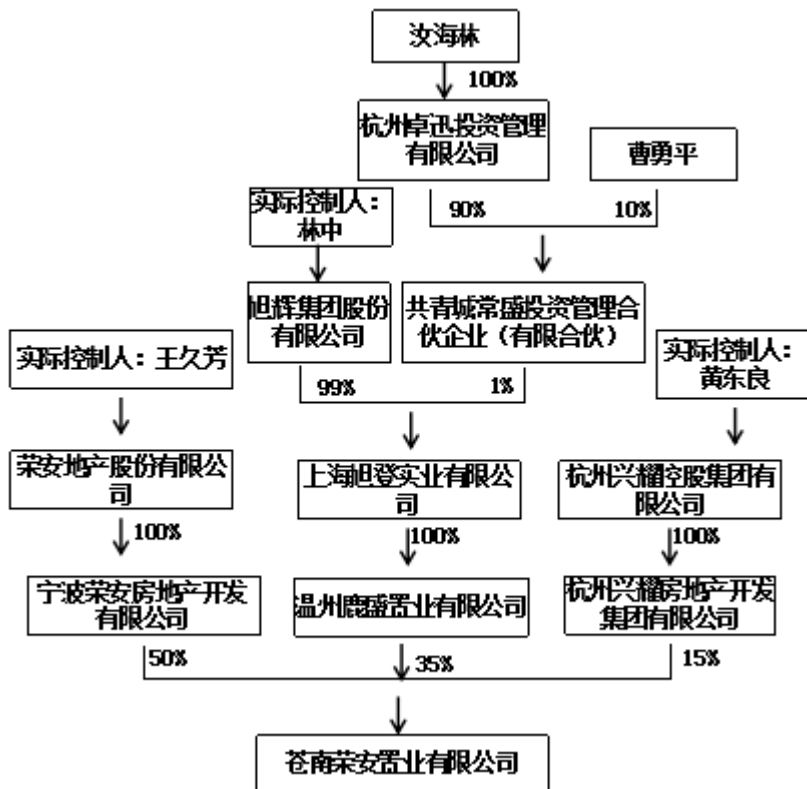 汝海林
100%
杭州卓迅投资管理
有限公司
曹勇平
90%
10%
实际控制人：
林中
旭辉集团股份
有限公司
共青城常盛投资管理合
伙企业（有限合伙）
实际控制人：王久芳
实际控制人：
黄东良
99%
1%
荣安地产股份有限公
司
上海旭登实业有限公
司
杭州兴耀控股集团有
限公司
100%
100%
100%
宁波荣安房地产开发
有限公司
温州鹿盛置业有限公司
杭州兴耀房地产开发
集团有限公司
50%
35%
15%
苍南荣安置业有限公司